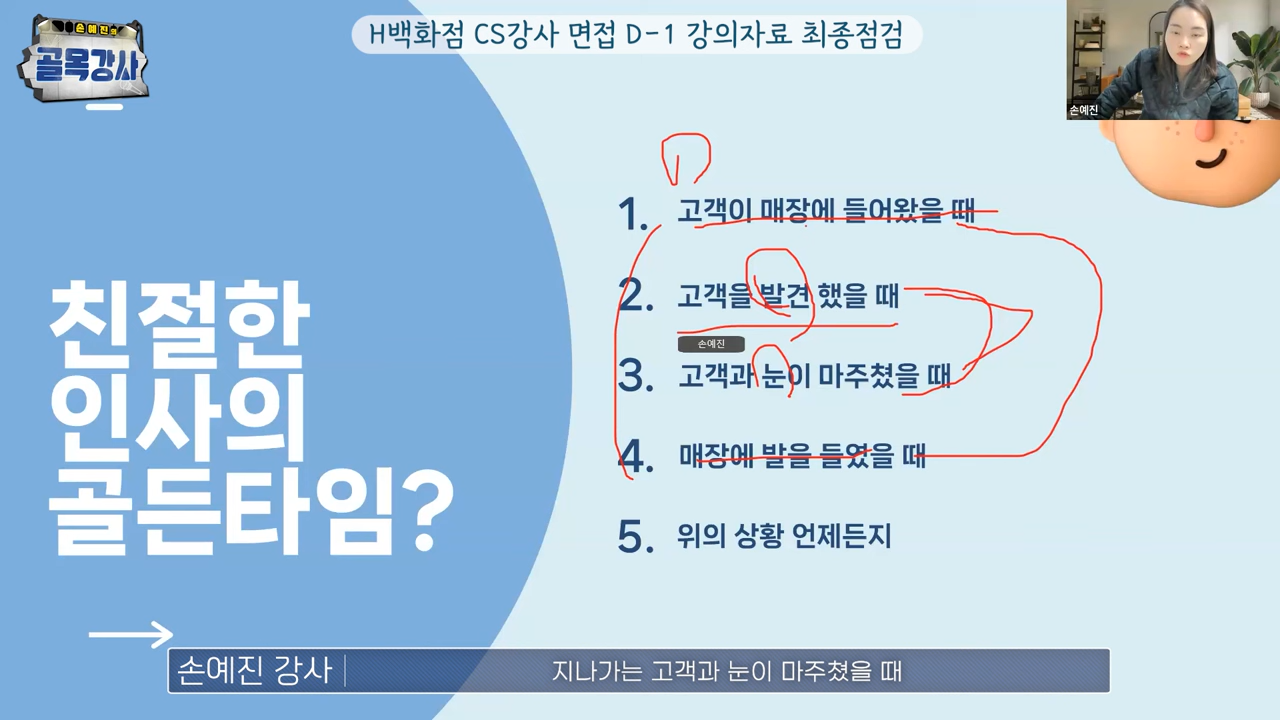 손예진의
골목강사
H백화점 CS강사 면접 D-1 강의자료 최종점검
손예진
친절한
인사의
골든타임?
1. 고객이 매장에 들어왔을 때
2. 고객을 발견 했을 때
손예진
3. 고객과 눈이 마주쳤을 때
4. 매장에 발을 들였을 때
5. 위의 상황 언제든지
손예진 강사
지나가는 고객과 눈이 마주쳤을 때